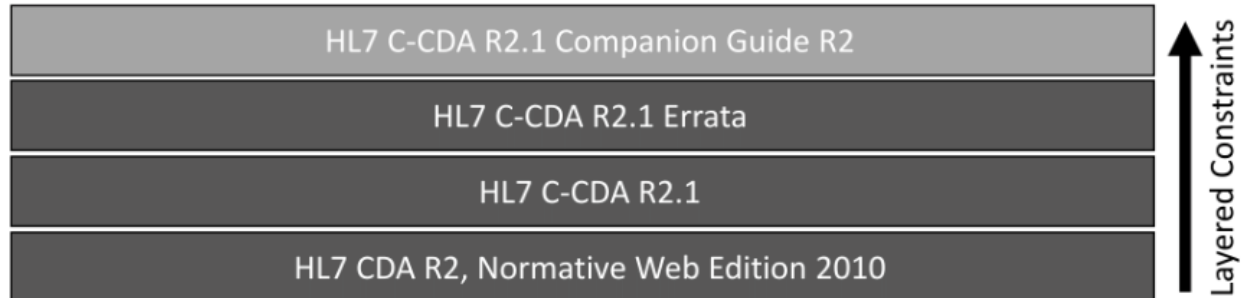 HL7 C-CDA R2.1 Companion Guide R2
HL7 C-CDA R2.1 Errata
HL7 C-CDA R2.1
HL7 CDA R2, Normative Web Edition 2010
Layered Constraints